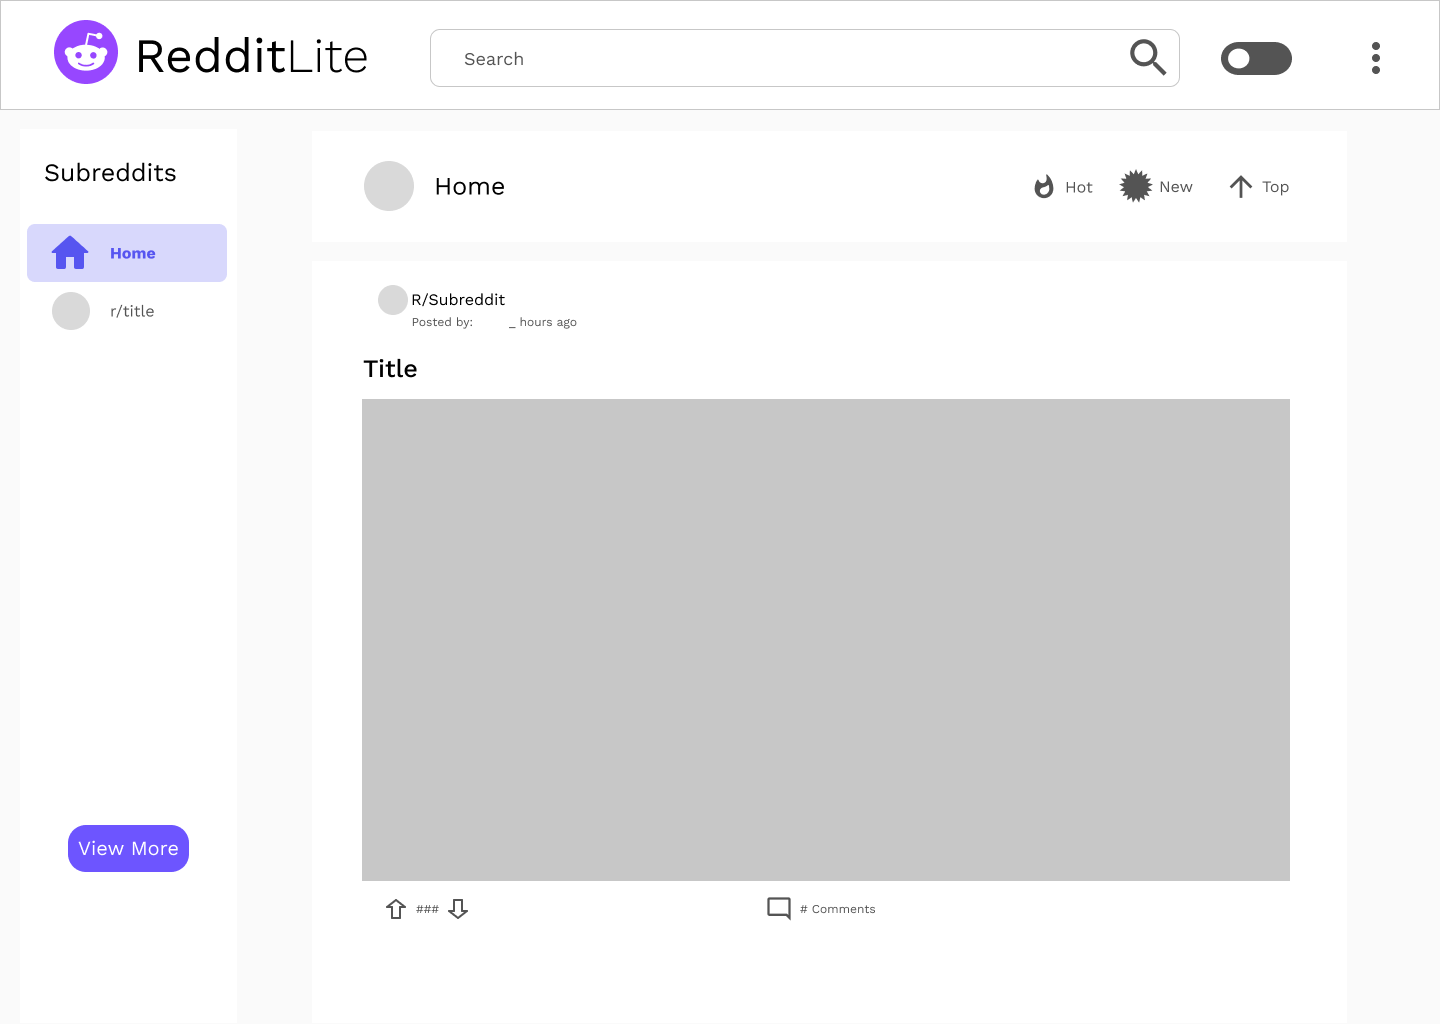 RedditLite
Search
Subreddits
Home
r/title
View More
Home
Hot
New
Top
R/Subreddit
Posted by: _ hours ago
Title
###
# Comments